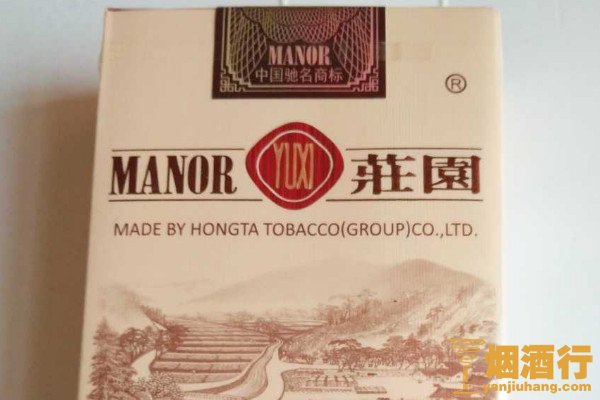 MANOR
中国驰名商标
®
MANOR YUXI 莊園
MADE BY HONGTA TOBACCO(GROUP)CO.,LTD.
烟酒行
yanjiuhang.com